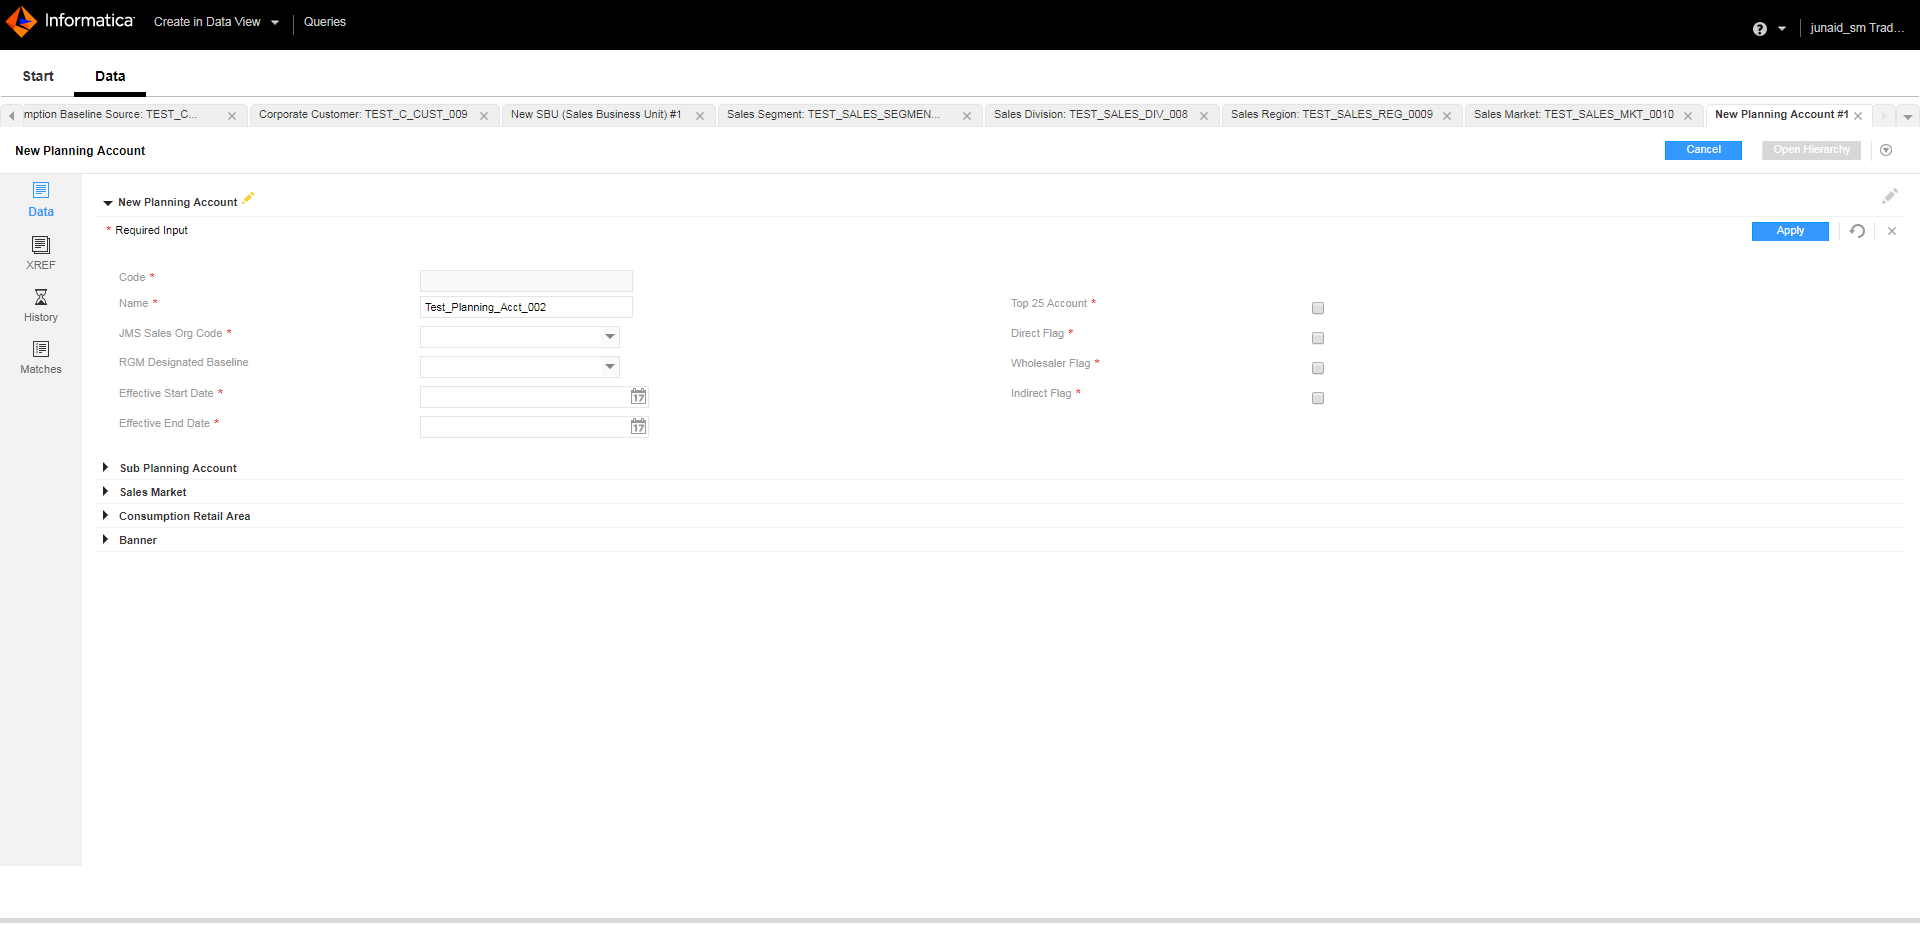 Informatica Create in Data View Queries junaid_sm Trad...
Start Data
mption Baseline Source: TEST_C... Corporate Customer: TEST_C_CUST_009 New SBU (Sales Business Unit) #1 Sales Segment: TEST_SALES_SEGMEN... Sales Division: TEST_SALES_DIV_008 Sales Region: TEST_SALES_REG_0009 Sales Market: TEST_SALES_MKT_0010 New Planning Account #1
New Planning Account Cancel Open Hierarchy
Data
New Planning Account
* Required Input Apply
XREF
History
Matches
Code *
Name * Test_Planning_Acct_002 Top 25 Account *
JMS Sales Org Code * Direct Flag *
RGM Designated Baseline Wholesaler Flag *
Effective Start Date * 17 Indirect Flag *
Effective End Date * 17
Sub Planning Account
Sales Market
Consumption Retail Area
Banner